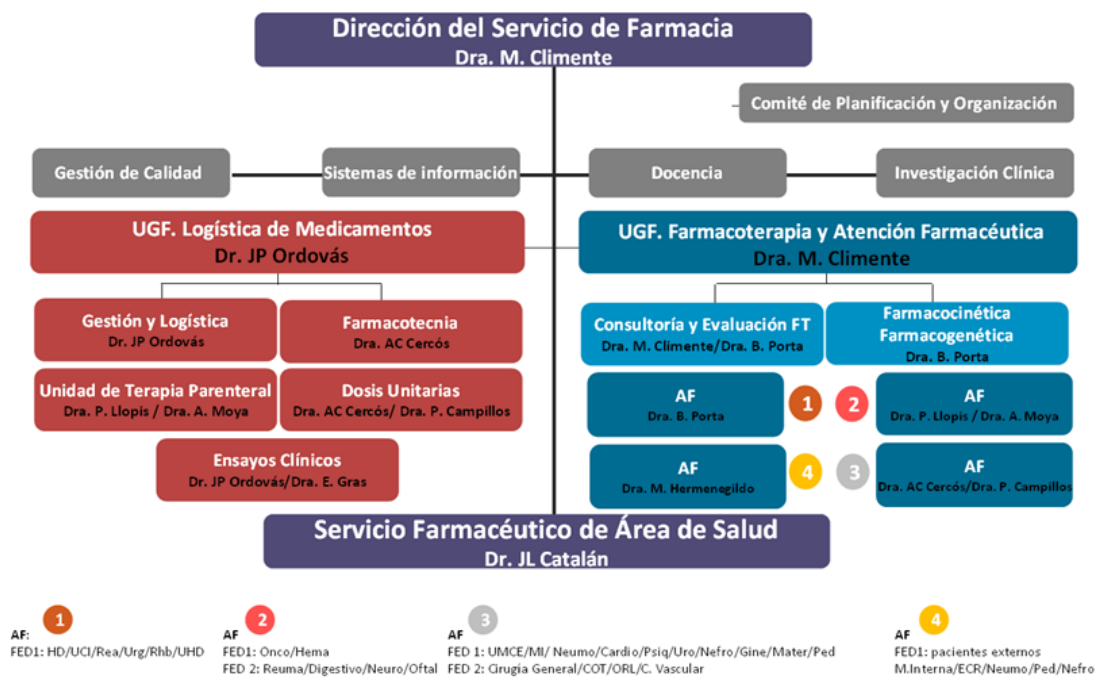 Dirección del Servicio de Farmacia
Dra. M. Climente
Comité de Planificación y Organización
Gestión de Calidad
Sistemas de información
Docencia
Investigación Clínica
UGF. Logística de Medicamentos
Dr. JP Ordovás
UGF. Farmacoterapia y Atención Farmacéutica
Dra. M. Climente
Gestión y Logística
Dr. JP Ordovás
Farmacotecnia
Dra. AC Cercós
Consultoría y Evaluación FT
Dra. M. Climente/Dra. B. Porta
Farmacocinética
Farmacogenética
Dra. B. Porta
Unidad de Terapia Parenteral
Dra. P. Llopis / Dra. A. Moya
Dosis Unitarias
Dra. AC Cercós/ Dra. P. Campillos
AF
Dra. B. Porta
1
2
AF
Dra. P. Llopis / Dra. A. Moya
Ensayos Clínicos
Dr. JP Ordovás/Dra. E. Gras
AF
Dra. M. Hermenegildo
4
3
AF
Dra. AC Cercós/Dra. P. Campillos
Servicio Farmacéutico de Área de Salud
Dr. JL Catalán
1
AF:
FED1: HD/UCI/Rea/Urg/Rhb/UHD
2
AF
FED1: Onco/Hema
FED 2: Reuma/Digestivo/Neuro/Oftal
3
AF
FED 1: UMCE/MI/ Neumo/Cardio/Psiq/Uro/Nefro/Gine/Mater/Ped
FED 2: Cirugía General/COT/ORL/C. Vascular
4
AF
FED1: pacientes externos
M.Interna/ECR/Neumo/Ped/Nefro